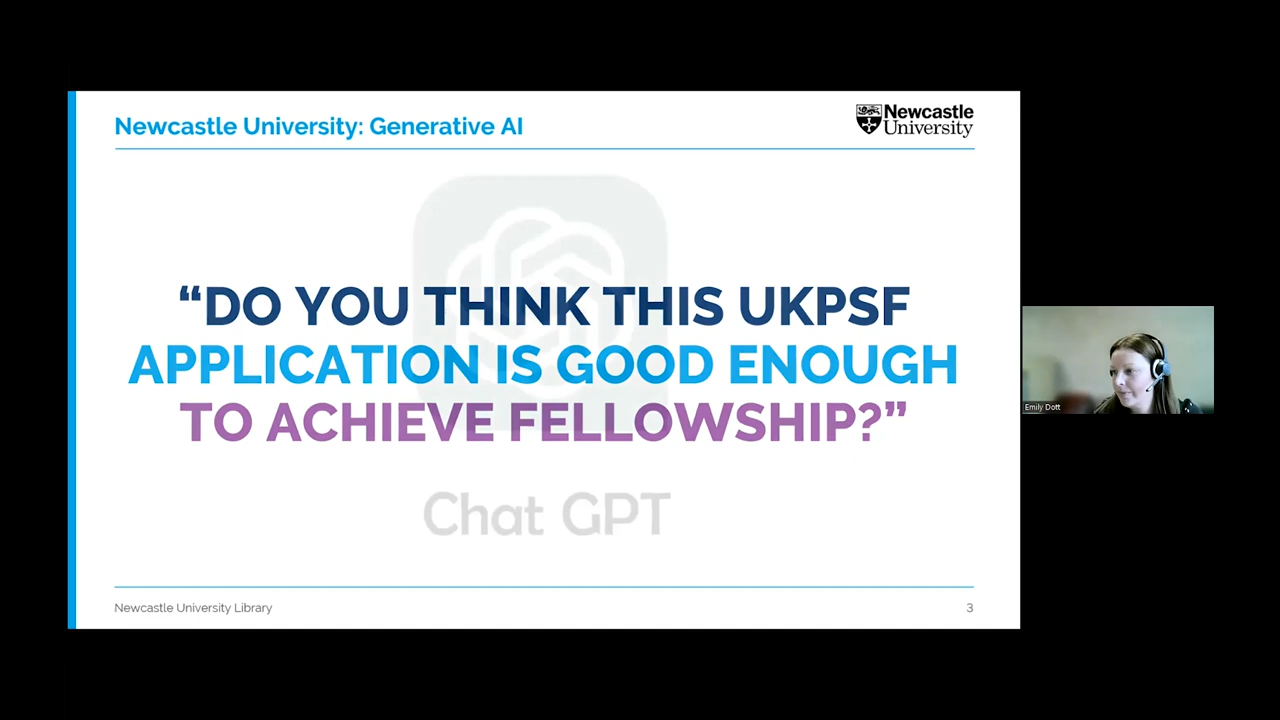 Newcastle University: Generative AI
Newcastle
University
“DO YOU THINK THIS UKPSF
APPLICATION IS GOOD ENOUGH
TO ACHIEVE FELLOWSHIP?”
Chat GPT
Newcastle University Library
3
Emily Dott